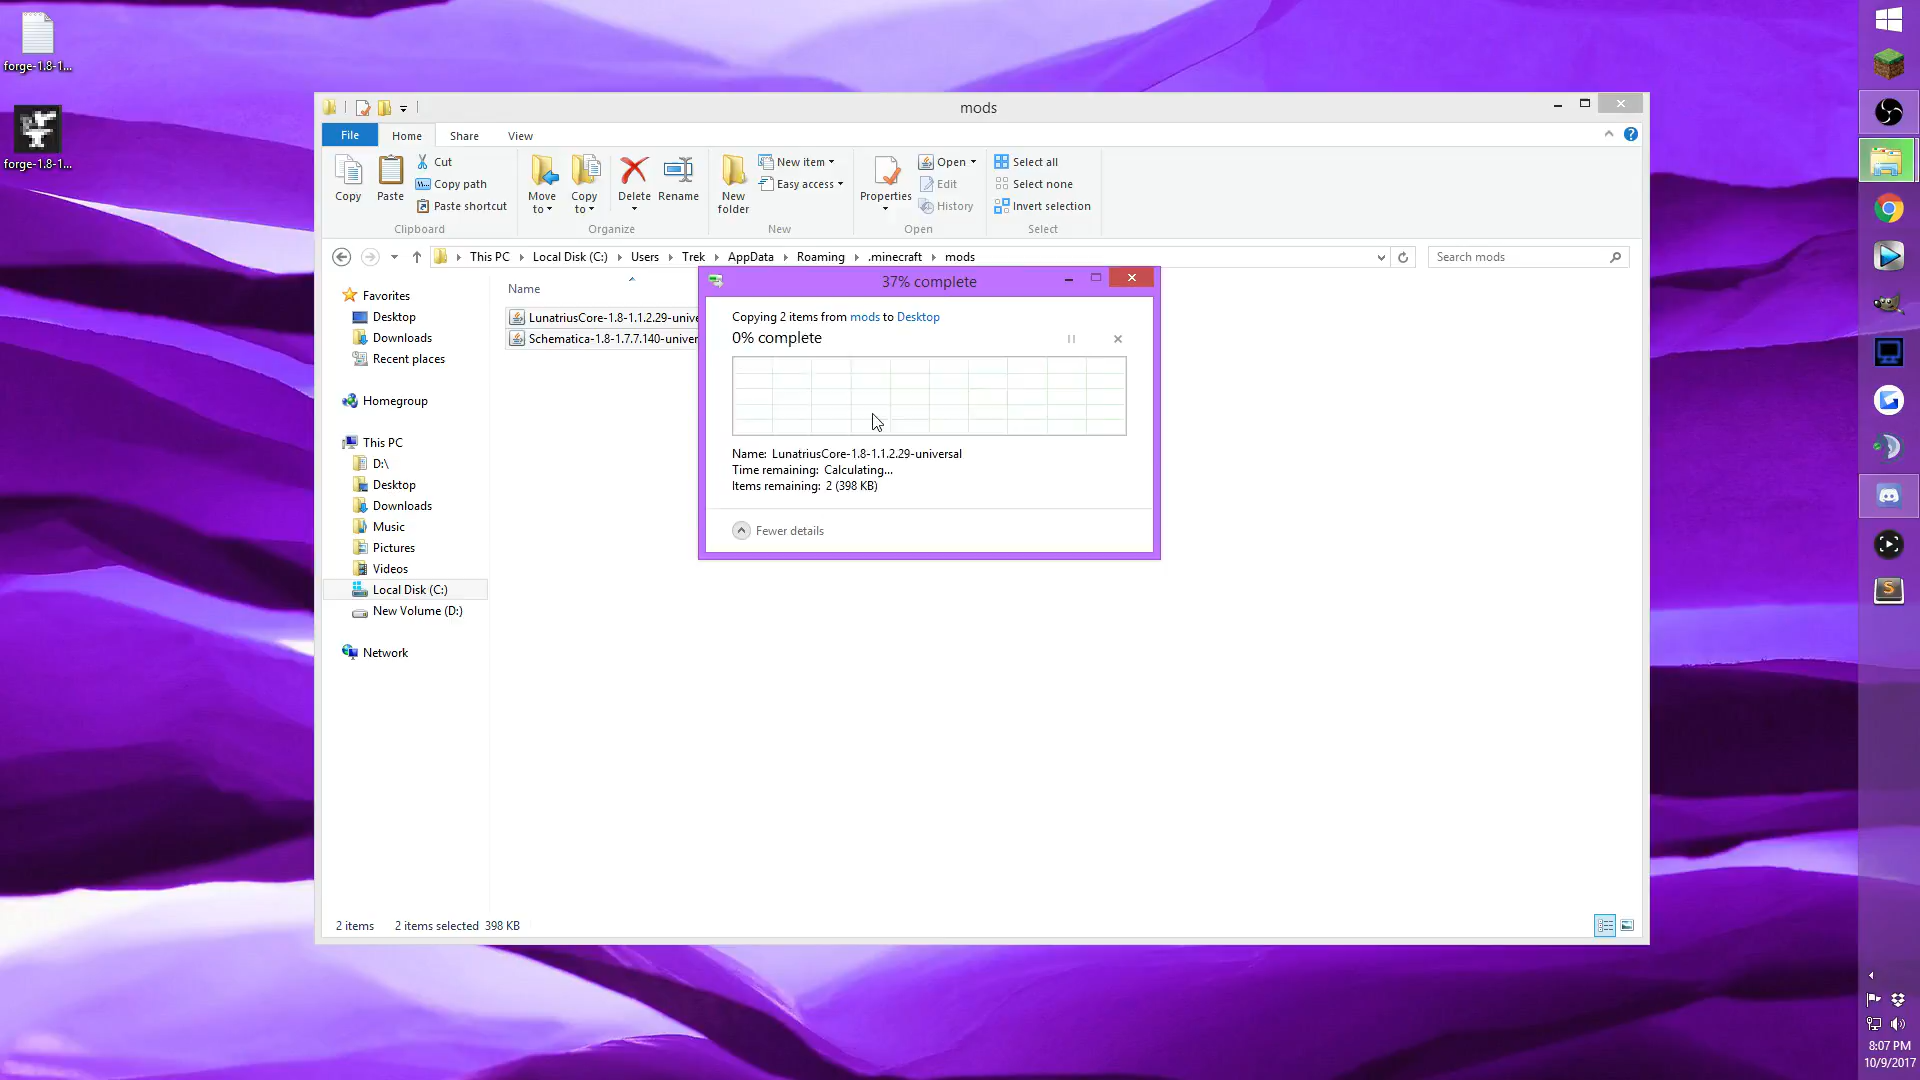 forge-1.8-1...
forge-1.8-1...
mods
File
Home
Share
View
Copy
Paste
Cut
Copy path
Paste shortcut
Clipboard
Move to
Copy to
Delete
Rename
Organize
New folder
New item
Easy access
New
Properties
Open
Edit
History
Open
Select all
Select none
Invert selection
Select
This PC
Local Disk (C:)
Users
Trek
AppData
Roaming
.minecraft
mods
Search mods
Favorites
Desktop
Downloads
Recent places
Homegroup
This PC
D:\
Desktop
Downloads
Music
Pictures
Videos
Local Disk (C:)
New Volume (D:)
Network
Name
LunatriusCore-1.8-1.1.2.29-unive
Schematica-1.8-1.7.7.140-univer
37% complete
Copying 2 items from mods to Desktop
0% complete
Name: LunatriusCore-1.8-1.1.2.29-universal
Time remaining: Calculating...
Items remaining: 2 (398 KB)
Fewer details
2 items
2 items selected 398 KB
8:07 PM
10/9/2017